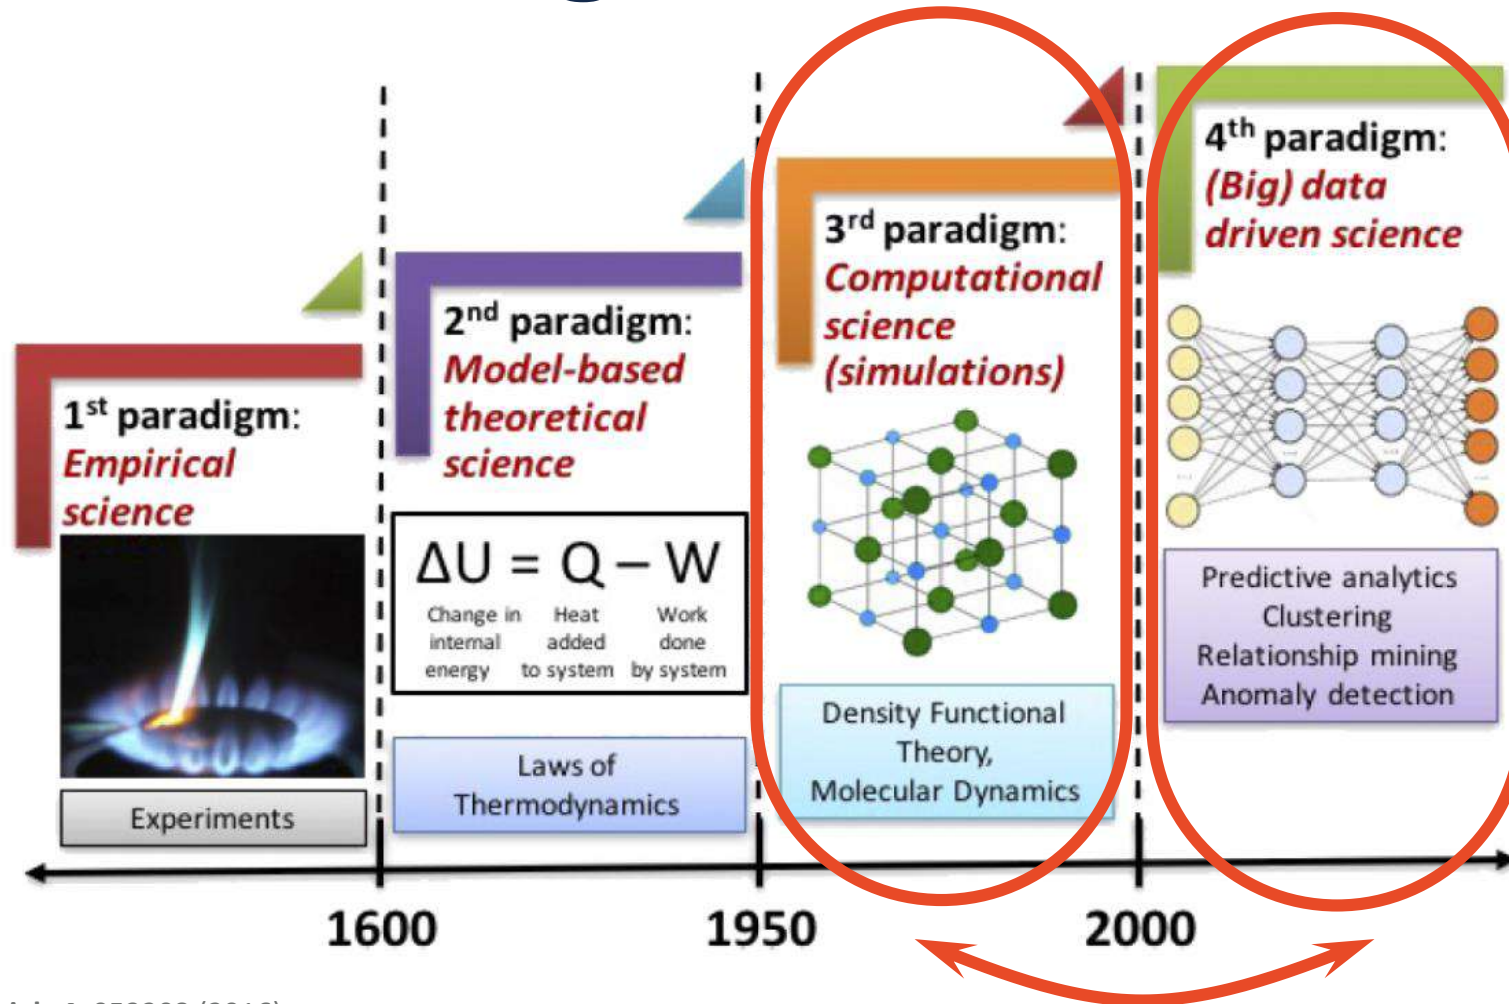 1st paradigm:
Empirical
science
Experiments
2nd paradigm:
Model-based
theoretical
science
ΔU = Q – W
Change in internal energy
Heat added to system
Work done by system
Laws of
Thermodynamics
3rd paradigm:
Computational
science
(simulations)
Density Functional
Theory,
Molecular Dynamics
4th paradigm:
(Big) data
driven science
Predictive analytics
Clustering
Relationship mining
Anomaly detection
1600
1950
2000